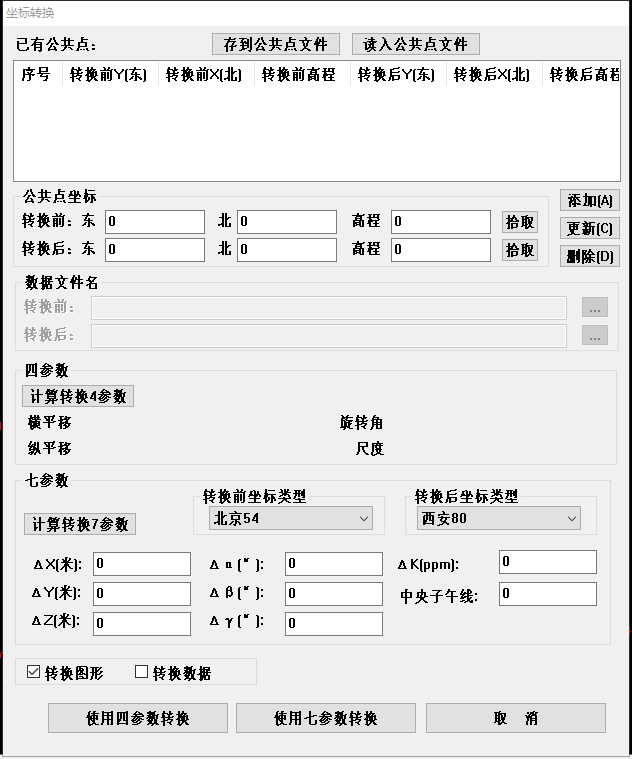 坐标转换
已有公共点: 存到公共点文件 读入公共点文件
序号 转换前Y(东) 转换前X(北) 转换前高程 转换后Y(东) 转换后X(北) 转换后高程
公共点坐标
转换前: 东 0 北 0 高程 0 拾取
转换后: 东 0 北 0 高程 0 拾取
添加(A)
更新(C)
删除(D)
数据文件名
转换前: ...
转换后: ...
四参数
计算转换4参数
横平移 旋转角
纵平移 尺度
七参数
计算转换7参数
转换前坐标类型
北京54
转换后坐标类型
西安80
ΔX(米): 0 Δα(″): 0 ΔK(ppm): 0
ΔY(米): 0 Δβ(″): 0 中央子午线: 0
ΔZ(米): 0 Δγ(″): 0
转换图形 转换数据
使用四参数转换 使用七参数转换 取 消